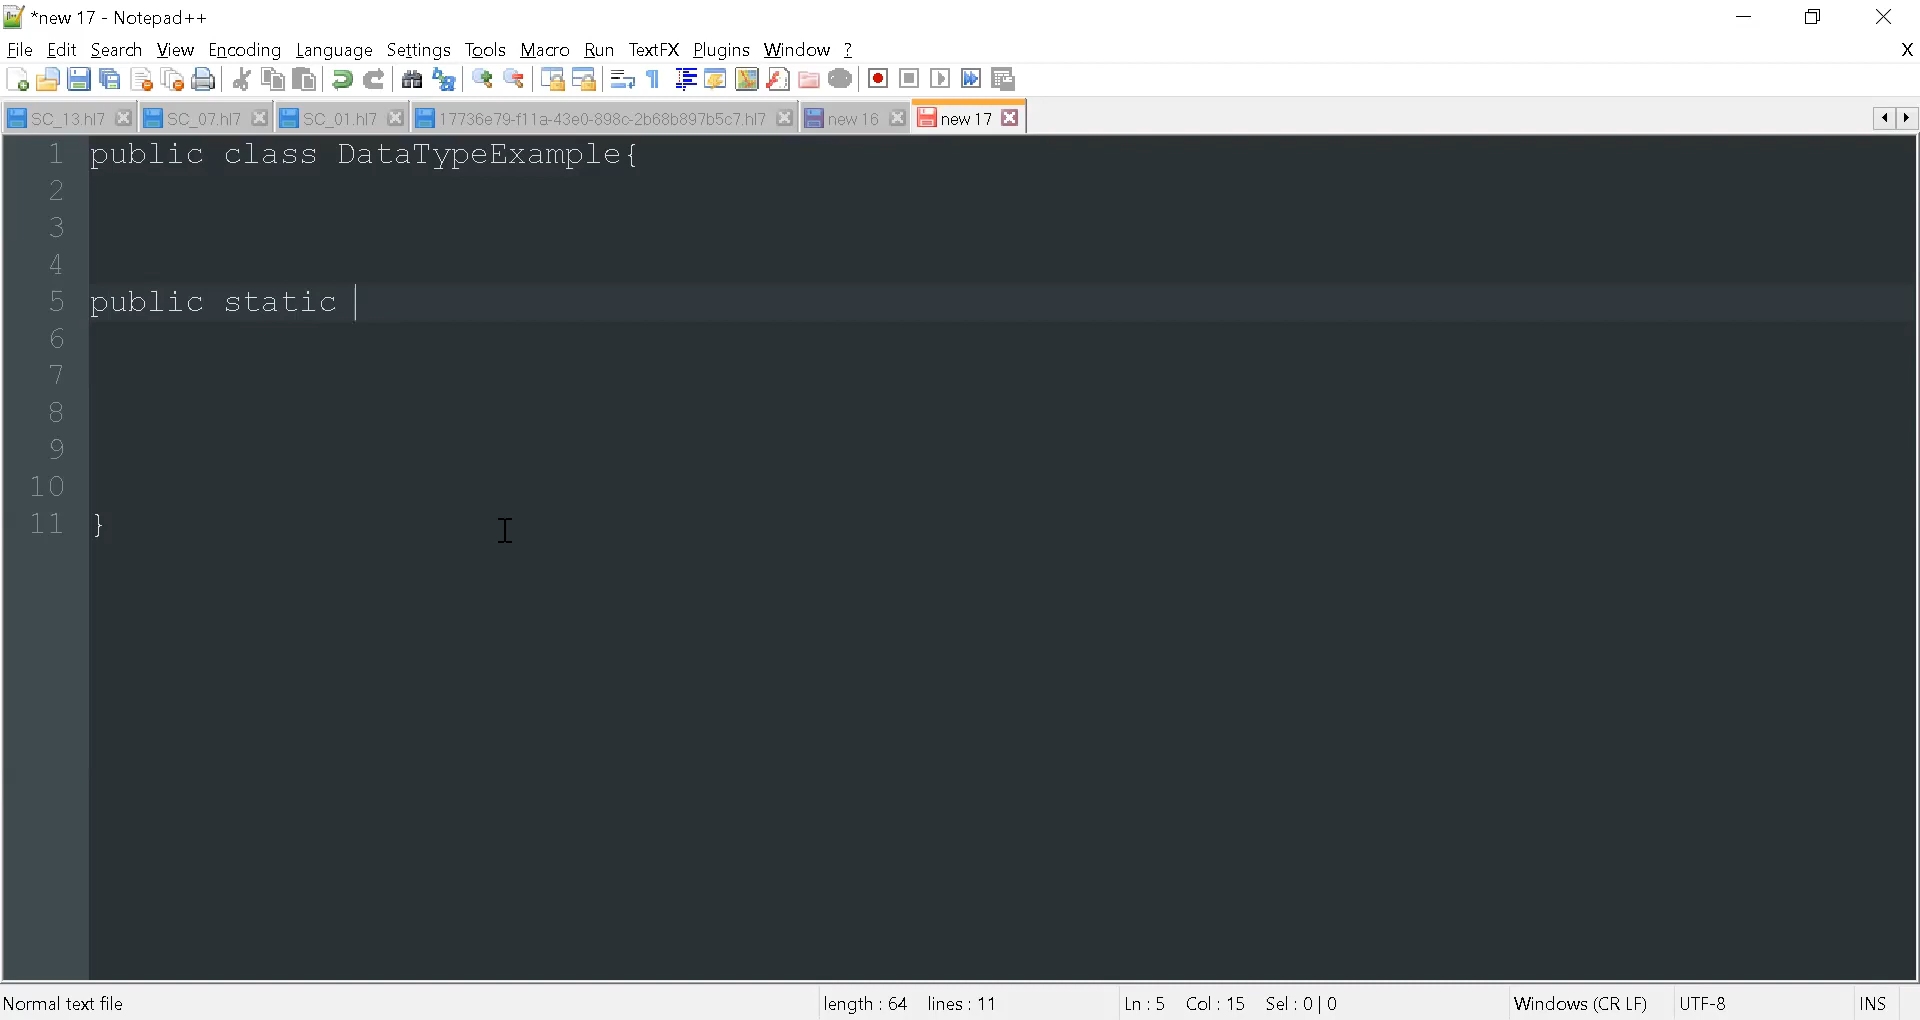 *new 17 - Notepad++
File Edit Search View Encoding Language Settings Tools Macro Run TextFX Plugins Window ? X
SC_13.hl7 SC_07.hl7 SC_01.hl7 17736e79-f11a-43e0-898c-2b68b897b5c7.hl7 new 16 new 17
1 public class DataTypeExample{
2
3
4
5 public static
6
7
8
9
10
11 }
Normal text file length : 64 lines : 11 Ln : 5 Col : 15 Sel : 0 | 0 Windows (CR LF) UTF-8 INS